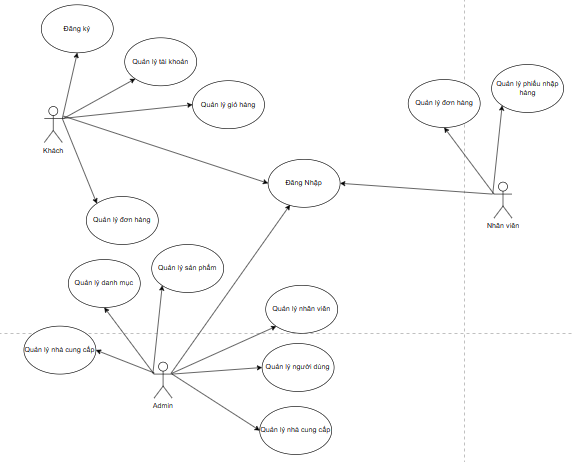 Đăng ký
Quản lý tài khoản
Quản lý giỏ hàng
Quản lý đơn hàng
Quản lý phiếu nhập
hàng
Khách
Đăng Nhập
Quản lý đơn hàng
Nhân viên
Quản lý sản phẩm
Quản lý danh mục
Quản lý nhân viên
Quản lý nhà cung cấp
Quản lý người dùng
Admin
Quản lý nhà cung cấp